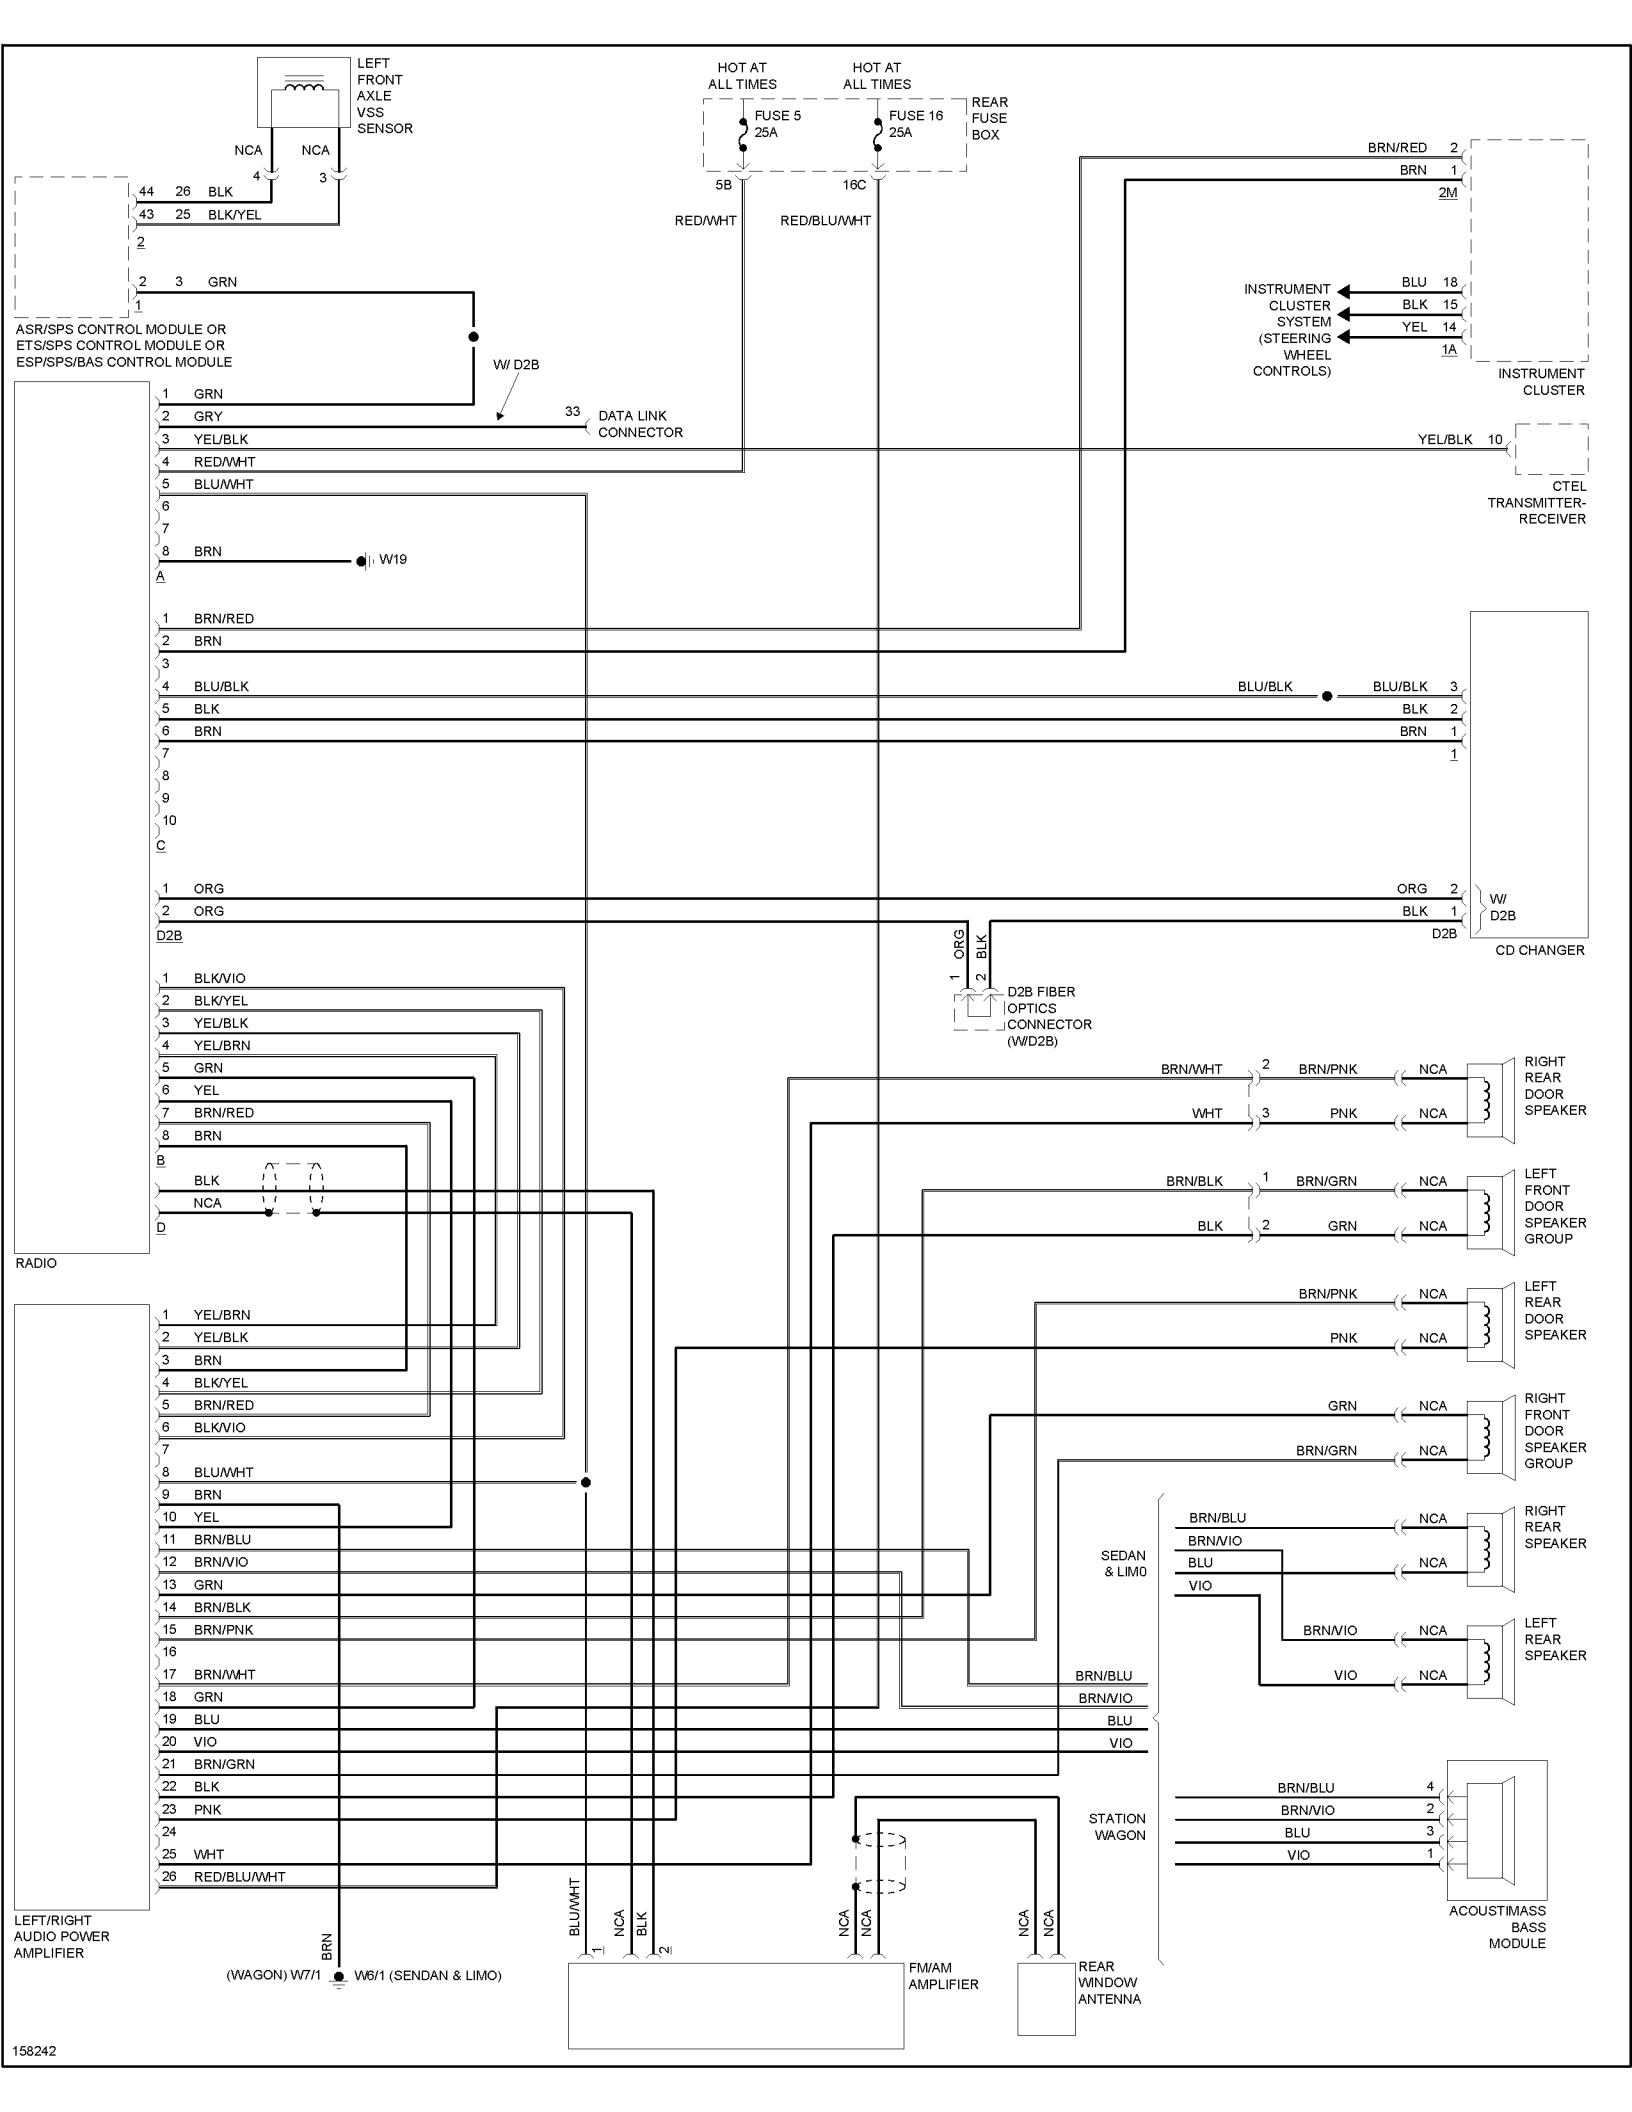 LEFT
FRONT
AXLE
VSS
SENSOR
NCA NCA
4 3
44 26 BLK
43 25 BLK/YEL
2
2 3 GRN
1
ASR/SPS CONTROL MODULE OR
ETS/SPS CONTROL MODULE OR
ESP/SPS/BAS CONTROL MODULE
HOT AT
ALL TIMES
HOT AT
ALL TIMES
FUSE 5
25A
FUSE 16
25A
REAR
FUSE
BOX
5B 16C
RED/WHT RED/BLU/WHT
BRN/RED 2
BRN 1
2M
BLU 18
BLK 15
YEL 14
1A
INSTRUMENT
CLUSTER
SYSTEM
(STEERING
WHEEL
CONTROLS)
INSTRUMENT
CLUSTER
W/ D2B
1 GRN
2 GRY
3 YEL/BLK
4 RED/WHT
5 BLU/WHT
6
7
8 BRN
A
33 DATA LINK
CONNECTOR
YEL/BLK 10
CTEL
TRANSMITTER-
RECEIVER
W19
1 BRN/RED
2 BRN
3
4 BLU/BLK
5 BLK
6 BRN
7
8
9
10
C
BLU/BLK BLU/BLK 3
BLK 2
BRN 1
1
1 ORG
2 ORG
D2B
ORG 2
BLK 1
D2B
W/
D2B
CD CHANGER
ORG BLK
1 2
D2B FIBER
OPTICS
CONNECTOR
(W/D2B)
1 BLK/VIO
2 BLK/YEL
3 YEL/BLK
4 YEL/BRN
5 GRN
6 YEL
7 BRN/RED
8 BRN
B
BLK
NCA
D
RADIO
BRN/WHT 2 BRN/PNK NCA
WHT 3 PNK NCA
RIGHT
REAR
DOOR
SPEAKER
BRN/BLK 1 BRN/GRN NCA
BLK 2 GRN NCA
LEFT
FRONT
DOOR
SPEAKER
GROUP
BRN/PNK NCA
PNK NCA
LEFT
REAR
DOOR
SPEAKER
GRN NCA
BRN/GRN NCA
RIGHT
FRONT
DOOR
SPEAKER
GROUP
1 YEL/BRN
2 YEL/BLK
3 BRN
4 BLK/YEL
5 BRN/RED
6 BLK/VIO
7
8 BLU/WHT
9 BRN
10 YEL
11 BRN/BLU
12 BRN/VIO
13 GRN
14 BRN/BLK
15 BRN/PNK
16
17 BRN/WHT
18 GRN
19 BLU
20 VIO
21 BRN/GRN
22 BLK
23 PNK
24
25 WHT
26 RED/BLU/WHT
LEFT/RIGHT
AUDIO POWER
AMPLIFIER
SEDAN
& LIM0
BRN/BLU NCA
BRN/VIO
BLU NCA
VIO
RIGHT
REAR
SPEAKER
BRN/VIO NCA
VIO NCA
LEFT
REAR
SPEAKER
BRN/BLU
BRN/VIO
BLU
VIO
STATION
WAGON
BRN/BLU 4
BRN/VIO 2
BLU 3
VIO 1
ACOUSTIMASS
BASS
MODULE
BRN
(WAGON) W7/1 W6/1 (SENDAN & LIMO)
BLU/WHT NCA BLK
1 2
NCA NCA
FM/AM
AMPLIFIER
NCA NCA
REAR
WINDOW
ANTENNA
158242